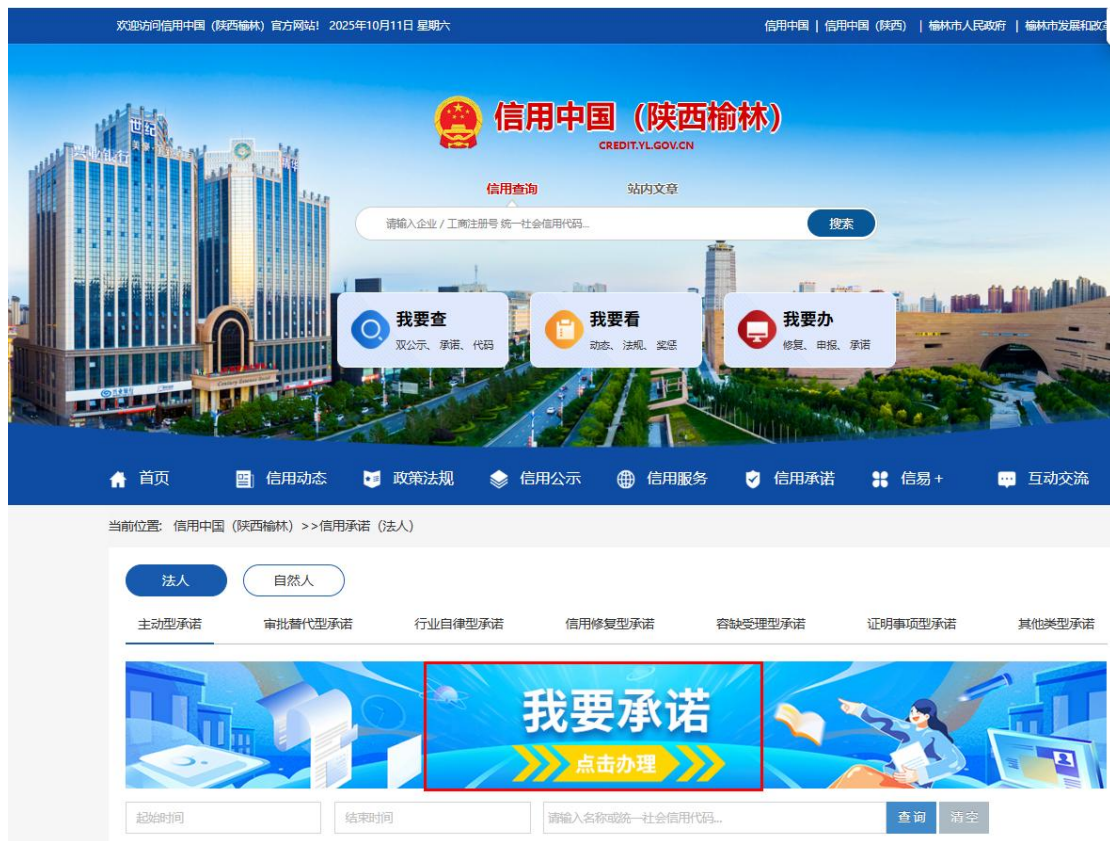 欢迎访问信用中国（陕西榆林）官方网站！ 2025年10月11日 星期六
信用中国 | 信用中国（陕西） | 榆林市人民政府 | 榆林市发展和改
信用中国（陕西榆林）
CREDIT.YL.GOV.CN
世纪
兴业银行
信用查询 站内文章
请输入企业 / 工商注册号 统一社会信用代码...
搜索
我要查
双公示、承诺、代码
我要看
动态、法规、奖惩
我要办
修复、申报、承诺
首页 信用动态 政策法规 信用公示 信用服务 信用承诺 信易+ 互动交流
当前位置: 信用中国（陕西榆林）>>信用承诺（法人）
法人 自然人
主动型承诺 审批替代型承诺 行业自律型承诺 信用修复型承诺 容缺受理型承诺 证明事项型承诺 其他类型承诺
我要承诺
点击办理
起始时间 结束时间 请输入名称或统一社会信用代码... 查询 清空